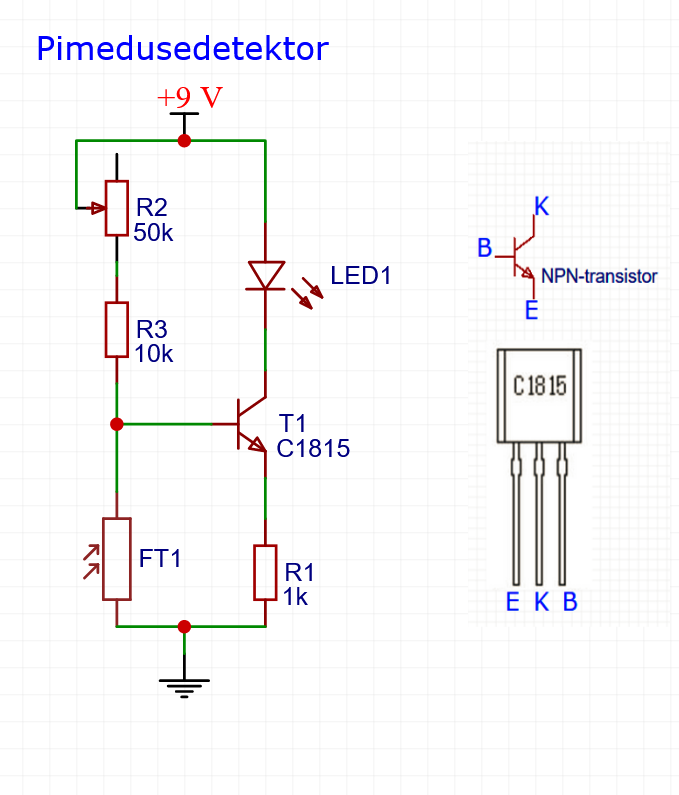 Pimedusedetektor
+9 V
R2
50k
LED1
R3
10k
T1
C1815
FT1
R1
1k
K
B
NPN-transistor
E
C1815
E K B